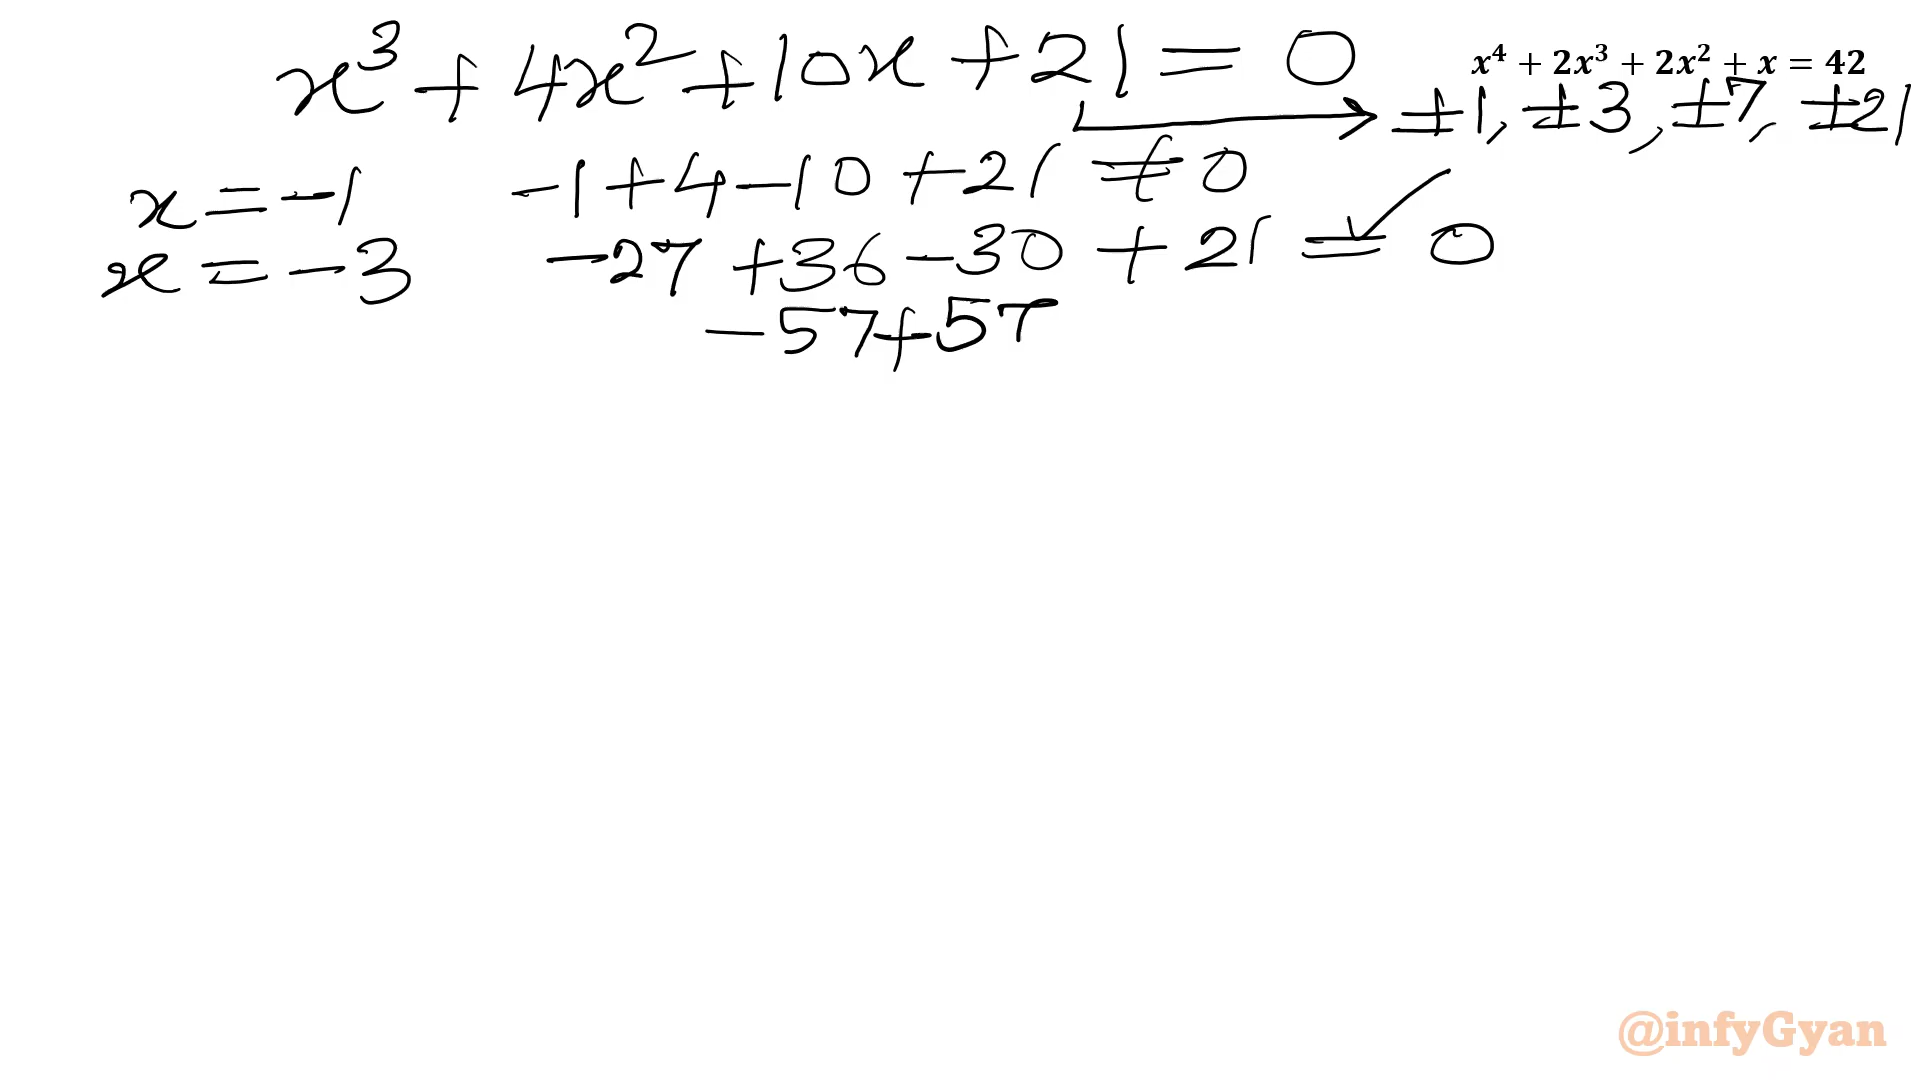 x³ + 4x² + 10x + 21 = 0
x⁴ + 2x³ + 2x² + x = 42
±1, ±3, ±7, ±21
x = -1 -1 + 4 - 10 + 21 ≠ 0
x = -3 -27 + 36 - 30 + 21 = 0
-57 + 57
@infyGyan